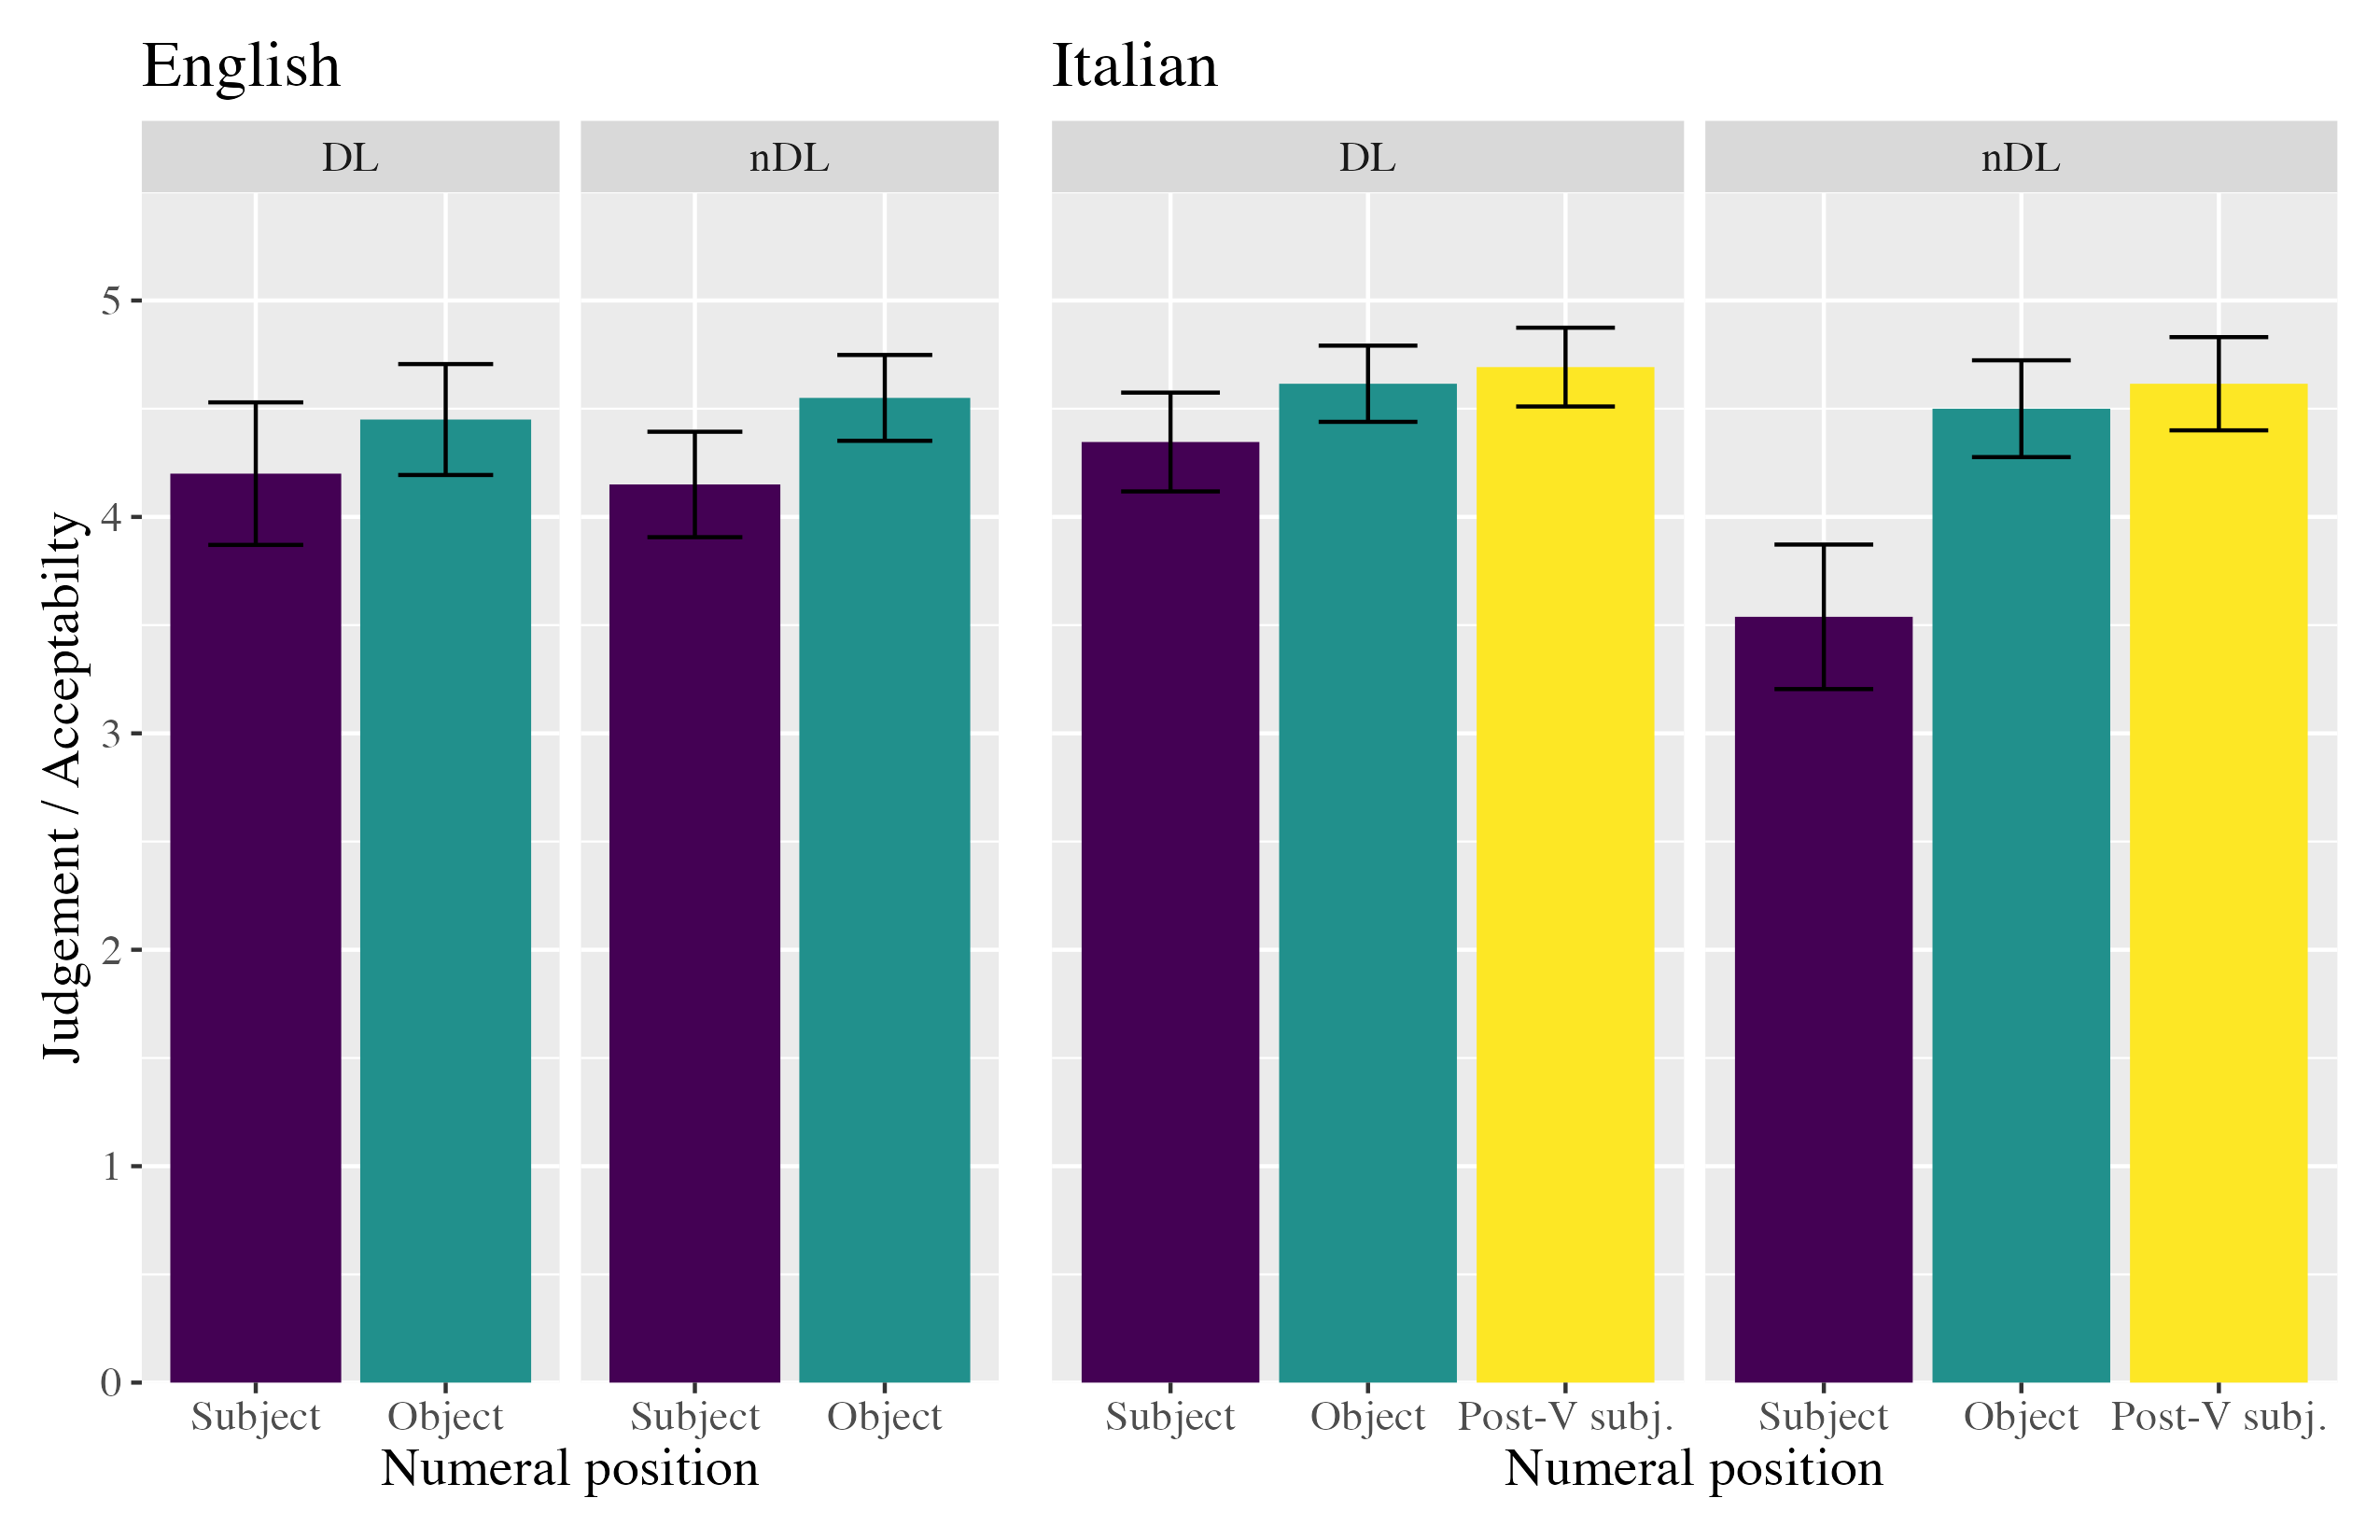 English
Italian
DL
nDL
DL
nDL
Judgement / Acceptabilty
5
4
3
2
1
0
Subject
Object
Subject
Object
Subject
Object
Post-V subj.
Subject
Object
Post-V subj.
Numeral position
Numeral position